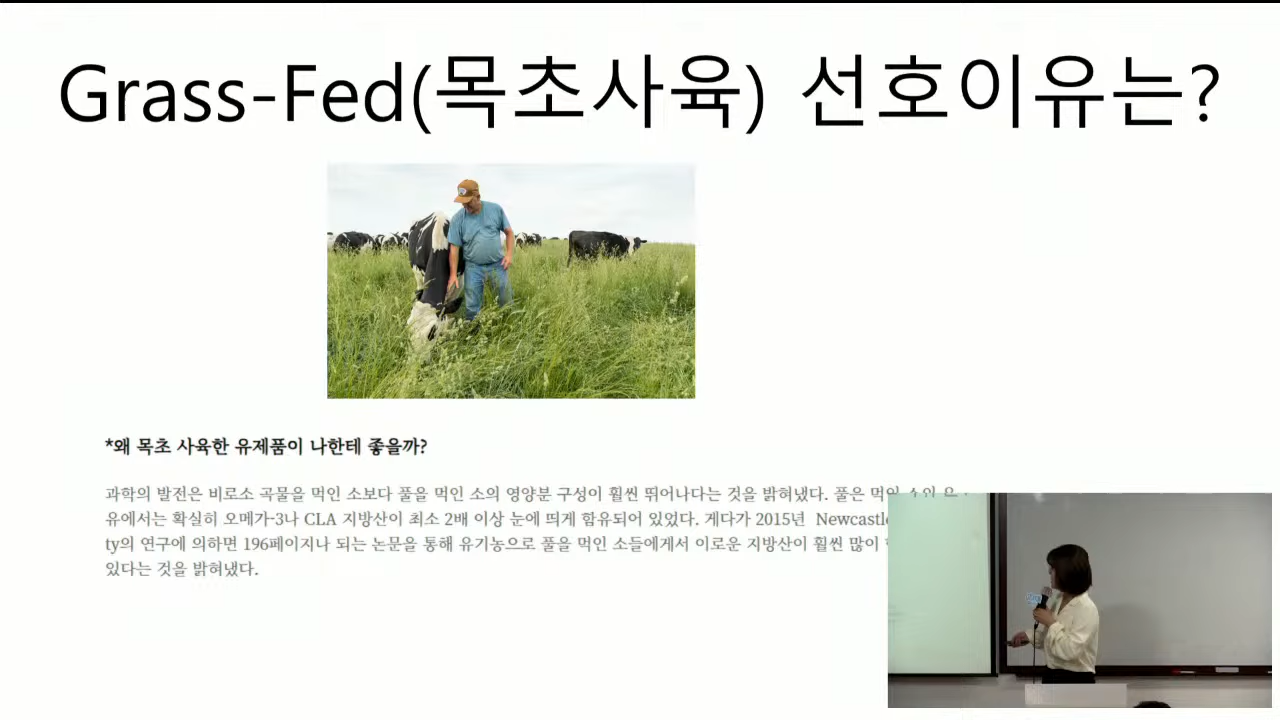 Grass-Fed(목초사육) 선호이유는?
*왜 목초 사육한 유제품이 나한테 좋을까?
과학의 발전은 비로소 곡물을 먹인 소보다 풀을 먹인 소의 영양분 구성이 훨씬 뛰어나다는 것을 밝혀냈다. 풀은 먹인 소의
유에서는 확실히 오메가-3나 CLA 지방산이 최소 2배 이상 눈에 띄게 함유되어 있었다. 게다가 2015년 Newcastle
ty의 연구에 의하면 196페이지나 되는 논문을 통해 유기농으로 풀을 먹인 소들에게서 이로운 지방산이 훨씬 많이
있다는 것을 밝혀냈다.